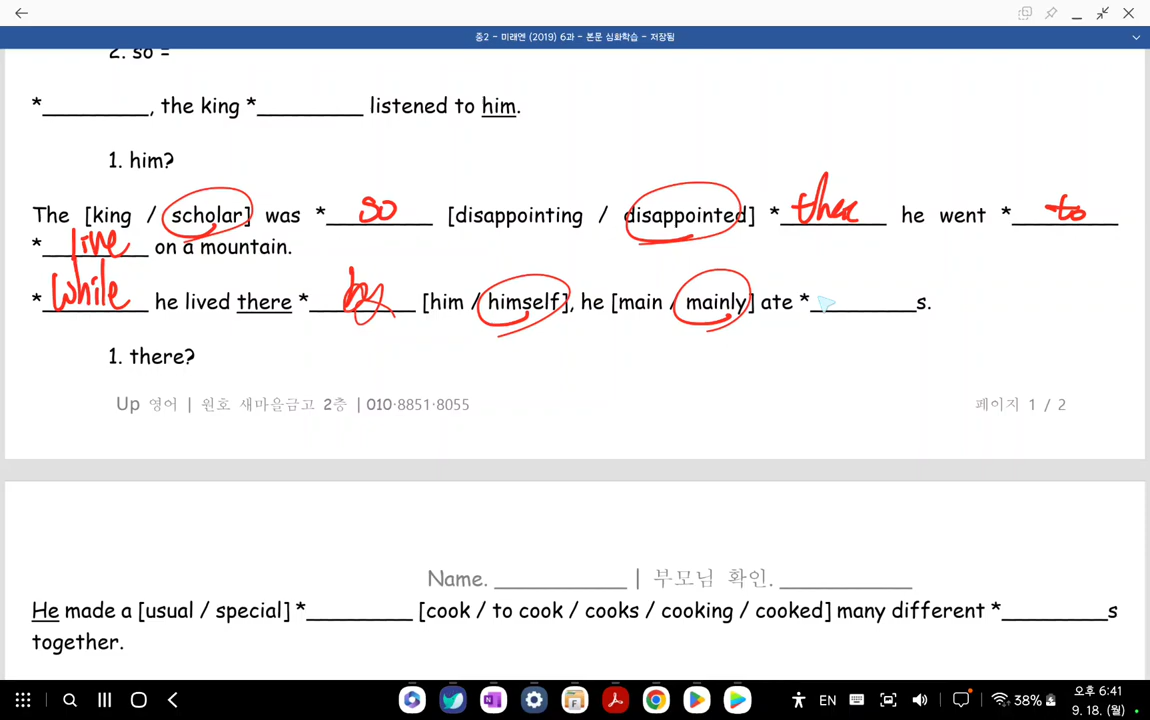 중2 - 미래엔 (2019) 6과 - 본문 심화학습 - 저장됨
2. so =
*_________, the king *_________ listened to him.
1. him?
The [king / scholar] was * so [disappointing / disappointed] * that he went * to
* live on a mountain.
* While he lived there * by [him / himself], he [main / mainly] ate *_________s.
1. there?
Up 영어 | 원호 새마을금고 2층 | 010·8851·8055
페이지 1 / 2
Name. ___________ | 부모님 확인. ___________
He made a [usual / special] *_________ [cook / to cook / cooks / cooking / cooked] many different *_________s
together.
EN
38%
오후 6:41
9. 18. (월)